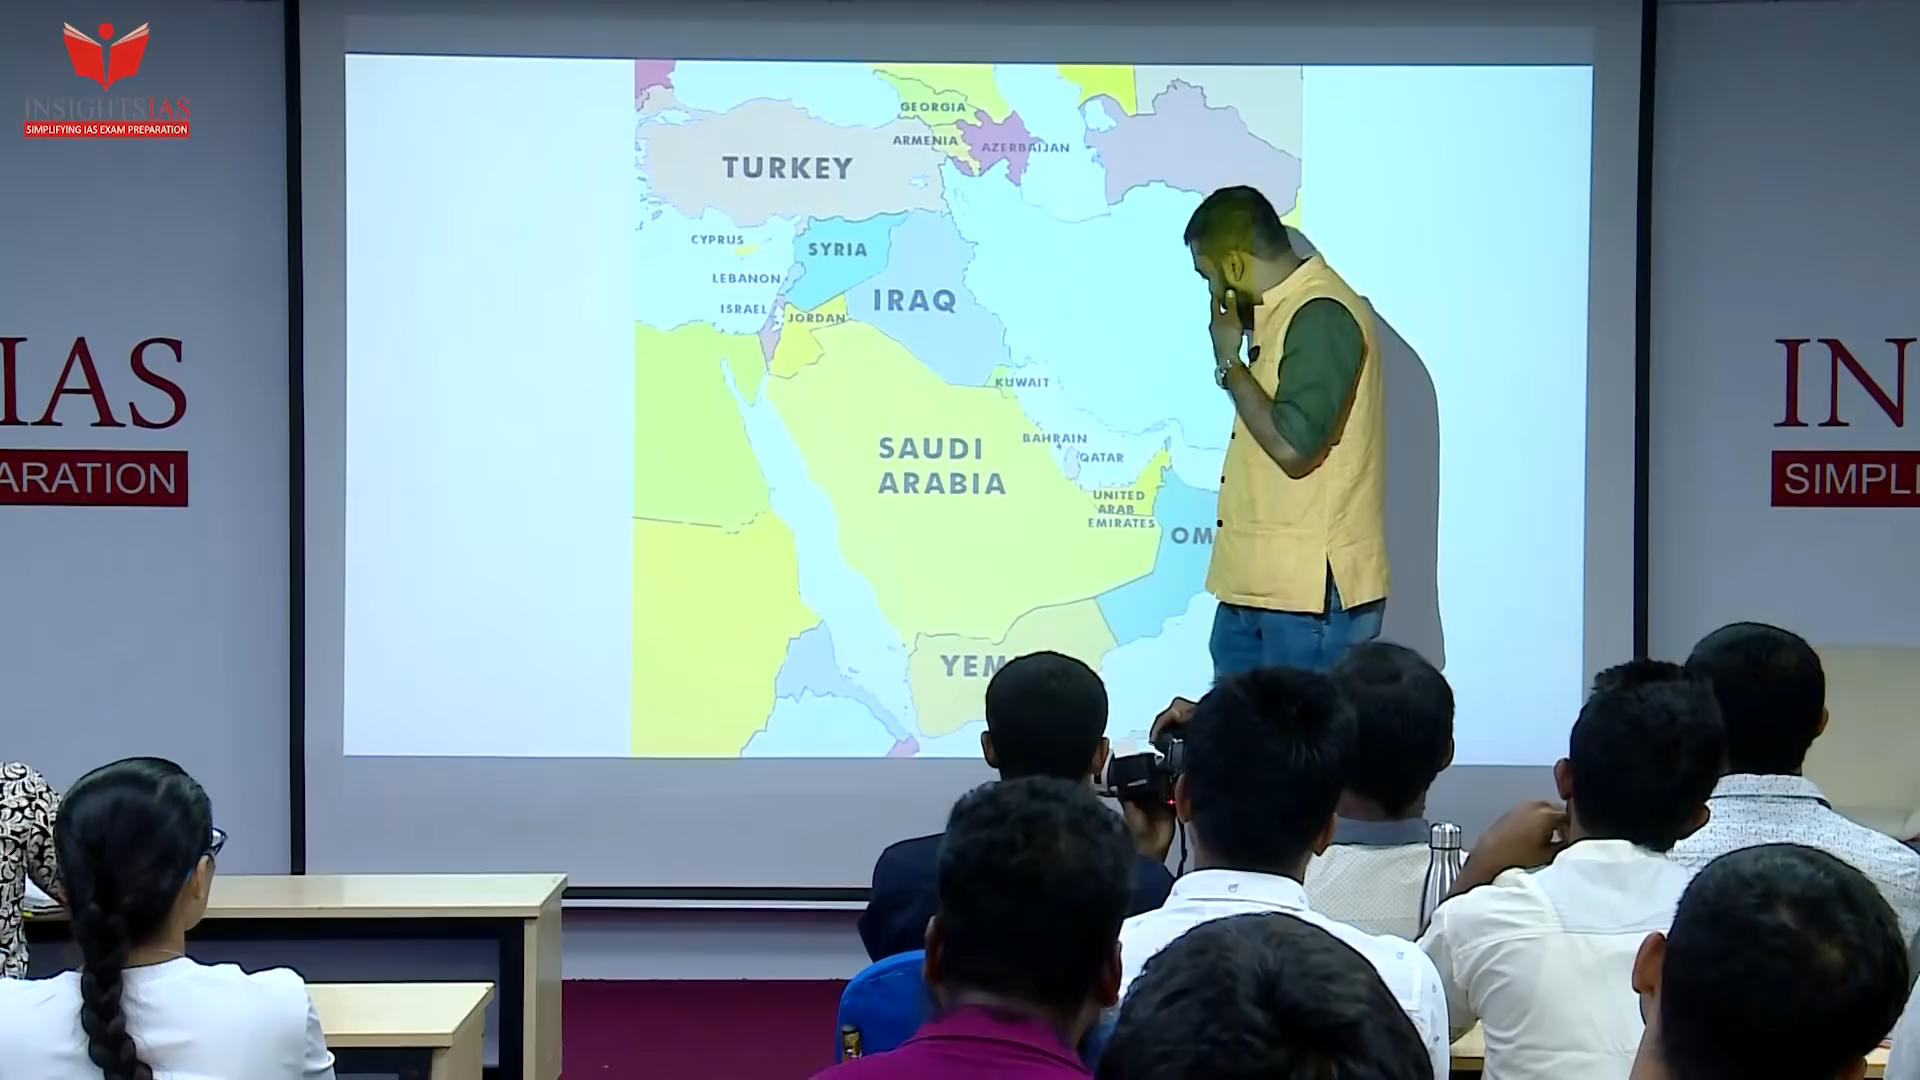 INSIGHTSIAS
SIMPLIFYING IAS EXAM PREPARATION
GEORGIA
ARMENIA
AZERBAIJAN
TURKEY
CYPRUS
SYRIA
LEBANON
IRAQ
ISRAEL
JORDAN
KUWAIT
BAHRAIN
SAUDI
ARABIA
QATAR
UNITED
ARAB
EMIRATES
OM
YEM
IAS
ARATION
IN
SIMPLI